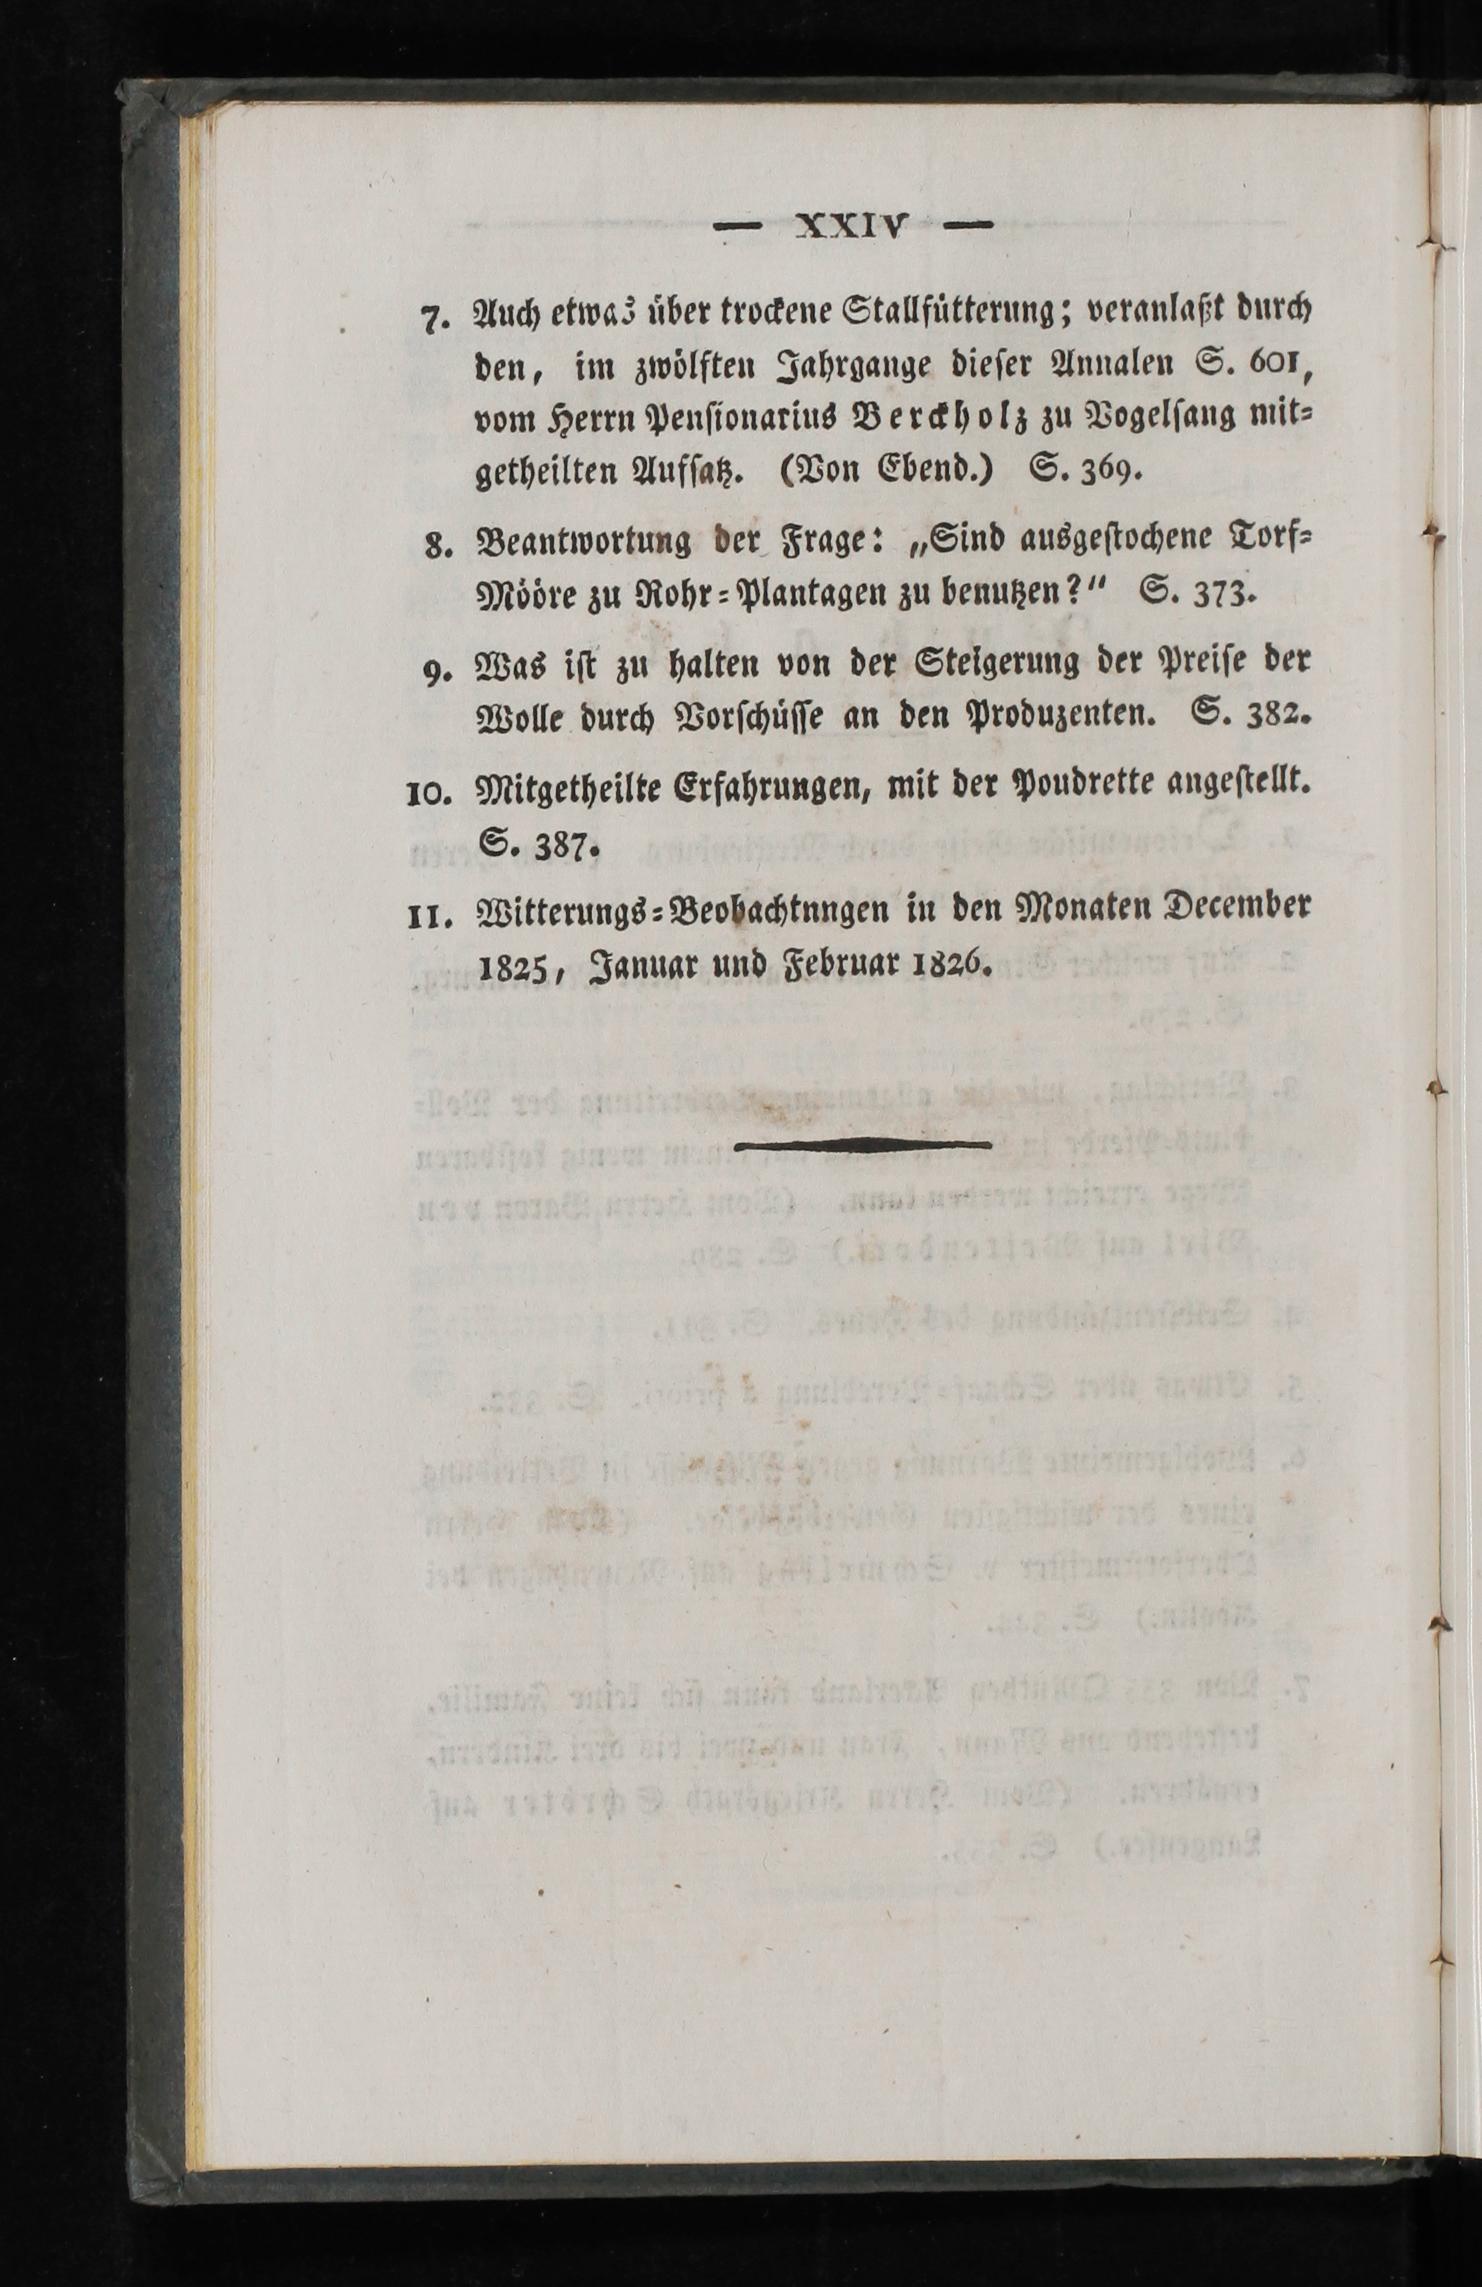 — XXIV —
7. Auch etwas über trockene Stallfütterung; veranlaßt durch
den, im zwölften Jahrgange dieser Annalen S. 601,
vom Herrn Pensionarius Berckholz zu Vogelsang mit=
getheilten Aufsatz. (Von Ebend.) S. 369.
8. Beantwortung der Frage: „Sind ausgestochene Torf=
Mööre zu Rohr=Plantagen zu benutzen?“ S. 373.
9. Was ist zu halten von der Steigerung der Preise der
Wolle durch Vorschüsse an den Produzenten. S. 382.
10. Mitgetheilte Erfahrungen, mit der Poudrette angestellt.
S. 387.
11. Witterungs=Beobachtnngen in den Monaten December
1825, Januar und Februar 1826.